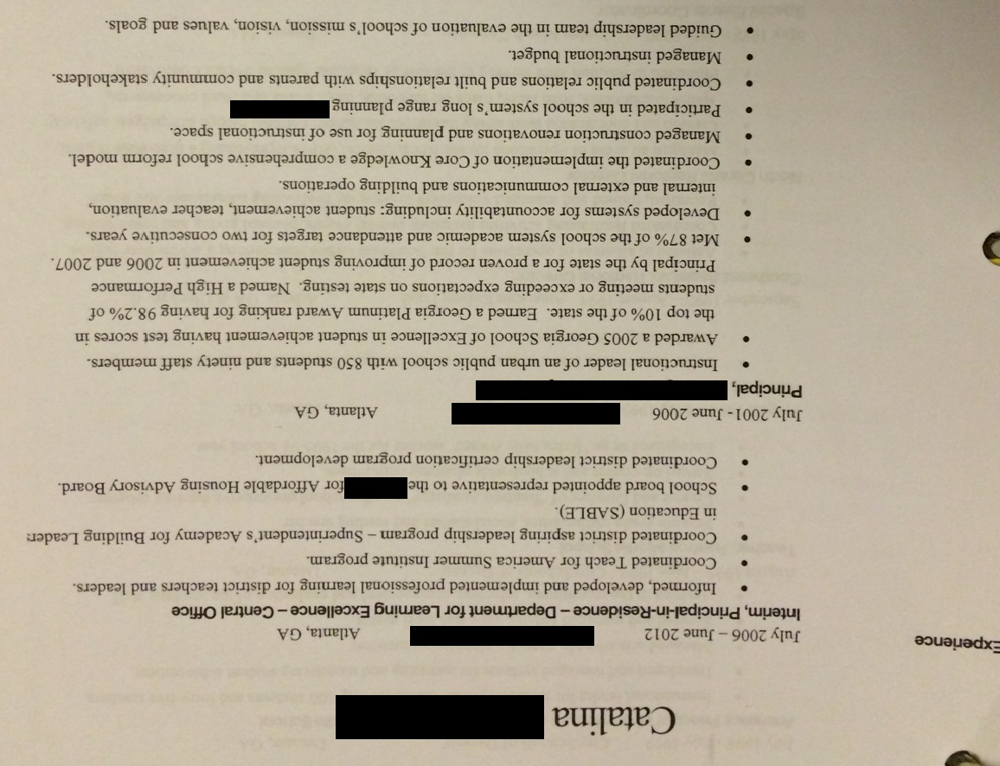 Catalina
Experience
July 2006 – June 2012 Atlanta, GA
Interim, Principal-in-Residence – Department for Learning Excellence – Central Office
• Informed, developed and implemented professional learning for district teachers and leaders.
• Coordinated Teach for America Summer Institute program.
• Coordinated district aspiring leadership program – Superintendent's Academy for Building Leader
in Education (SABLE).
• School board appointed representative to the for Affordable Housing Advisory Board.
• Coordinated district leadership certification program development.
July 2001- June 2006 Atlanta, GA
Principal,
• Instructional leader of an urban public school with 850 students and ninety staff members.
• Awarded a 2005 Georgia School of Excellence in student achievement having test scores in
the top 10% of the state. Earned a Georgia Platinum Award ranking for having 98.2% of
students meeting or exceeding expectations on state testing. Named a High Performance
Principal by the state for a proven record of improving student achievement in 2006 and 2007.
• Met 87% of the school system academic and attendance targets for two consecutive years.
• Developed systems for accountability including: student achievement, teacher evaluation,
internal and external communications and building operations.
• Coordinated the implementation of Core Knowledge a comprehensive school reform model.
• Managed construction renovations and planning for use of instructional space.
• Participated in the school system's long range planning
• Coordinated public relations and built relationships with parents and community stakeholders.
• Managed instructional budget.
• Guided leadership team in the evaluation of school's mission, vision, values and goals.